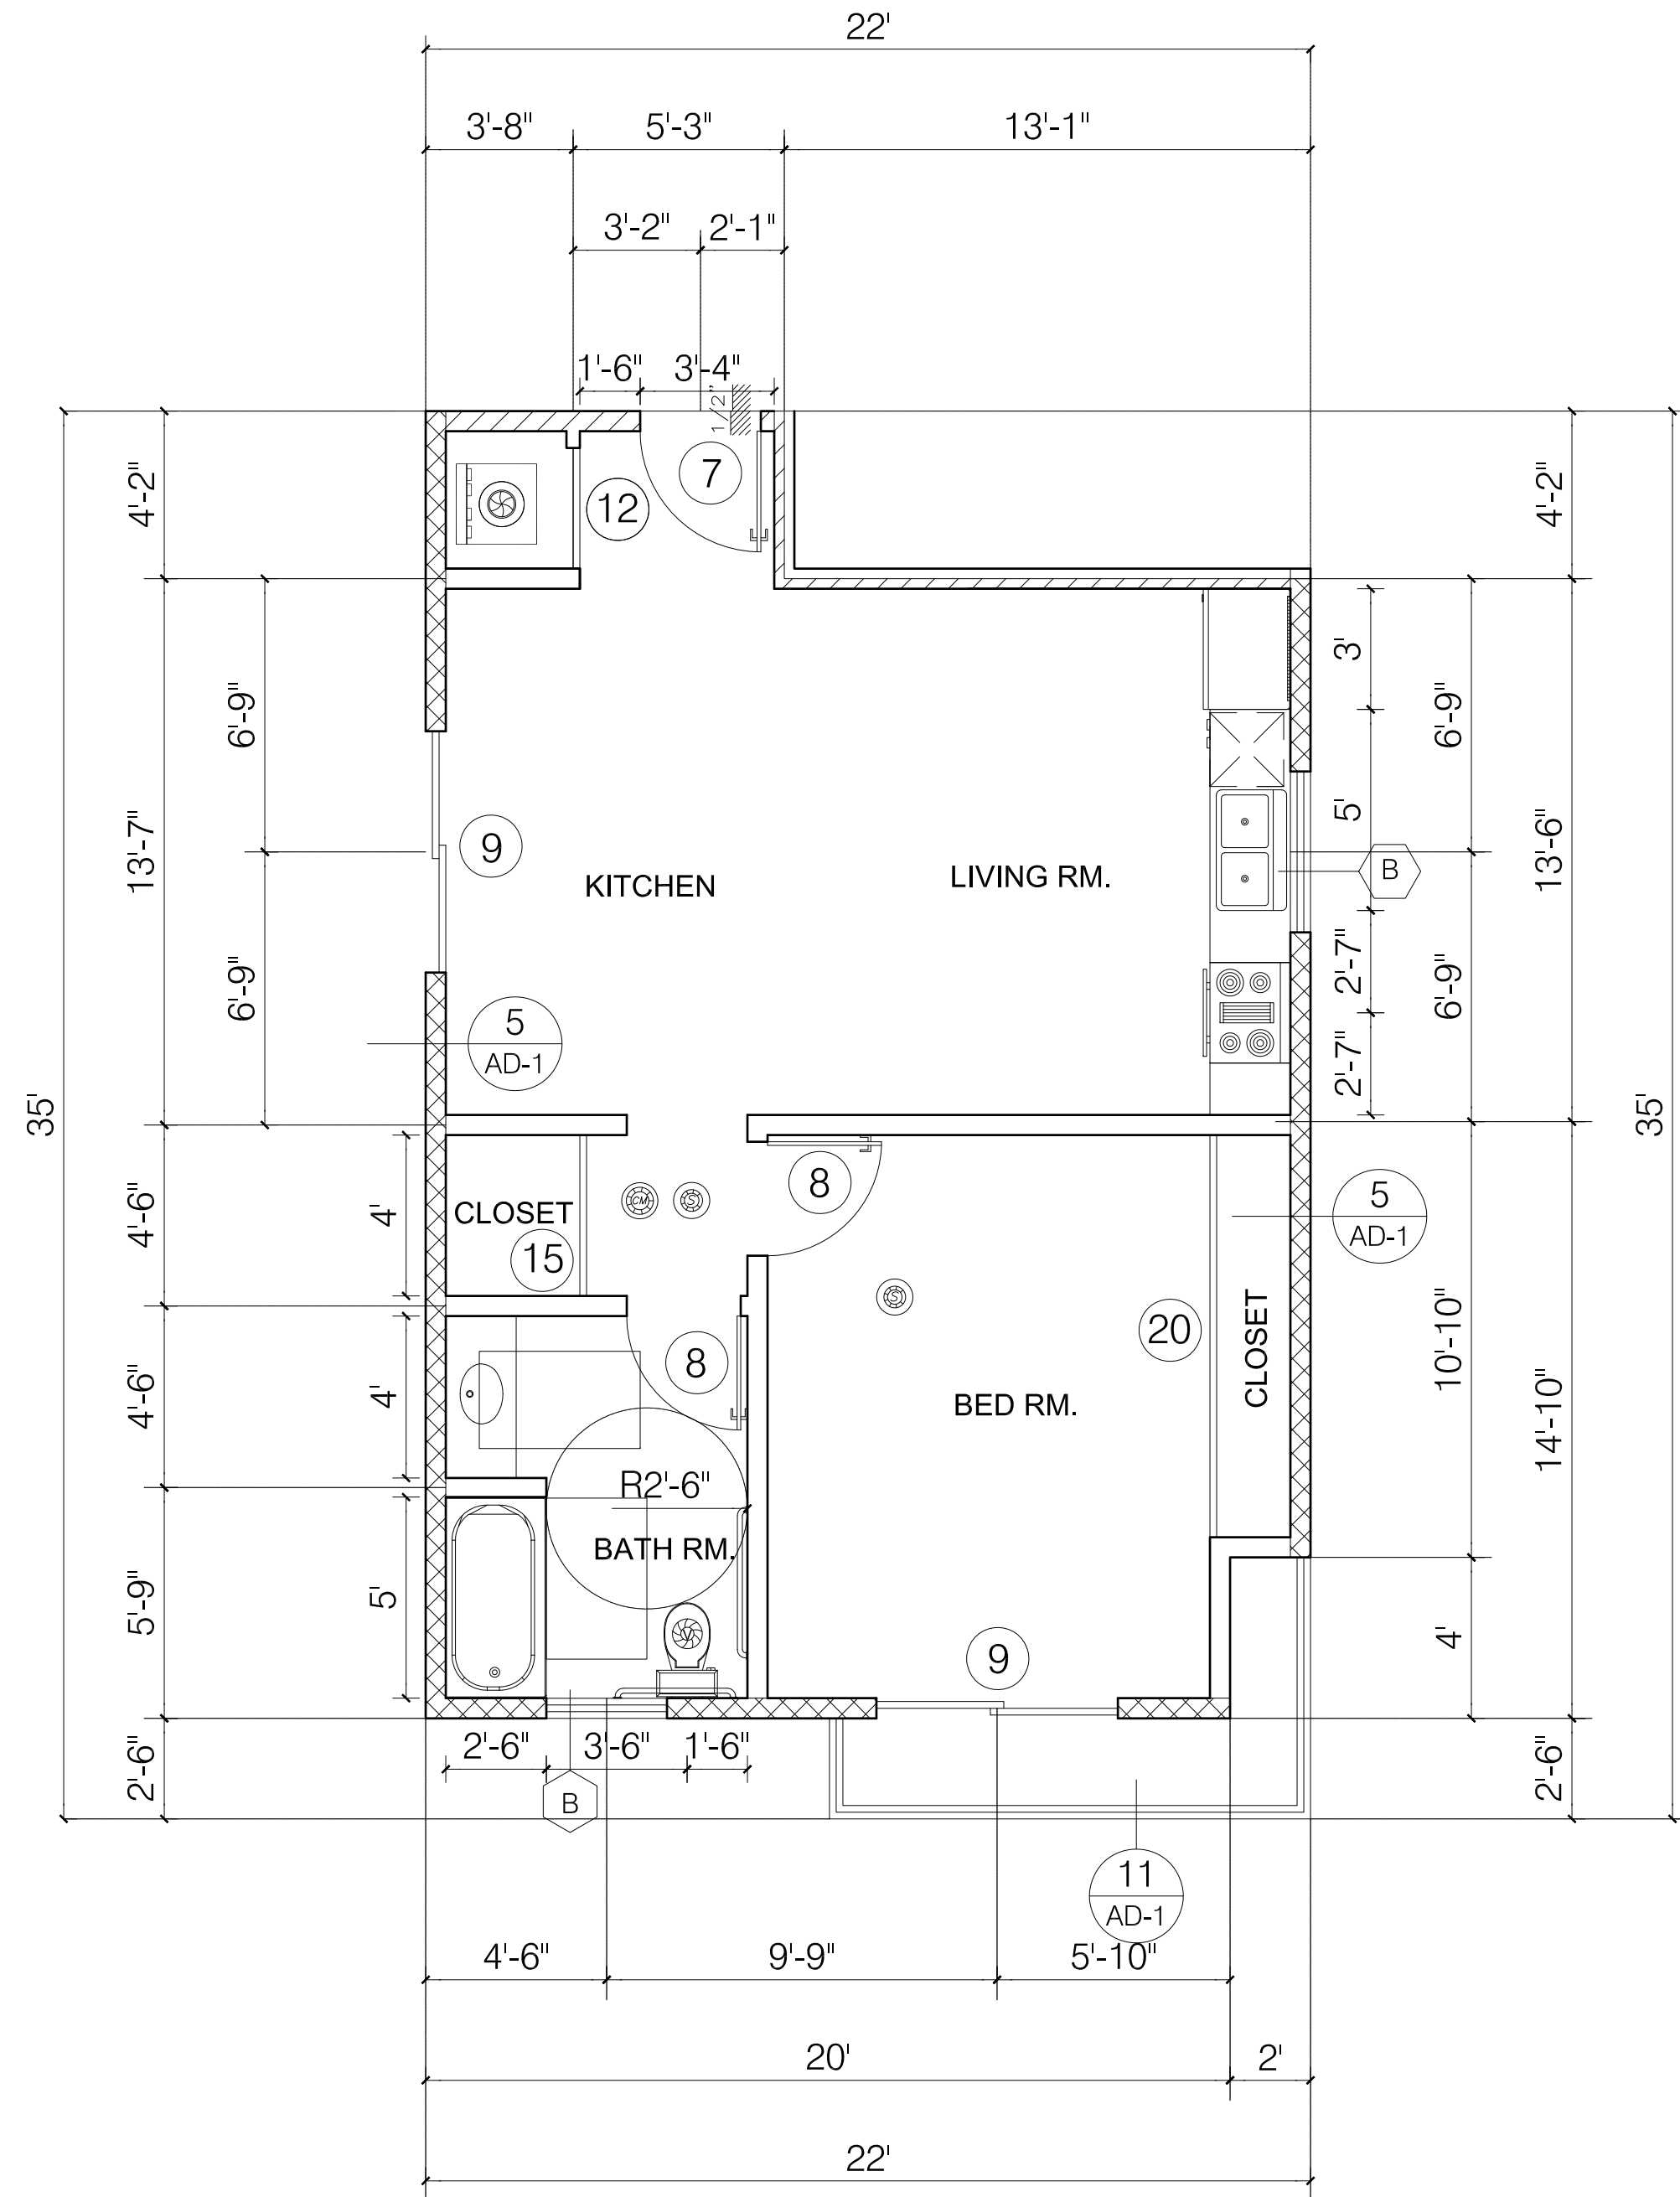 22'
3'-8" 5'-3" 13'-1"
3'-2" 2'-1"
1'-6" 3'-4"
1/2"
7
12
4'-2"
4'-2"
3'
6'-9"
6'-9"
5'
13'-7"
9
KITCHEN
LIVING RM.
B
13'-6"
6'-9"
2'-7"
6'-9"
2'-7"
5
AD-1
35'
35'
4'-6"
4'
CLOSET
15
CM
S
8
5
AD-1
S
20
CLOSET
10'-10"
14'-10"
4'-6"
4'
8
BED RM.
R2'-6"
BATH RM.
5'-9"
5'
V
9
4'
2'-6"
2'-6" 3'-6" 1'-6"
B
2'-6"
11
AD-1
4'-6" 9'-9" 5'-10"
20' 2'
22'